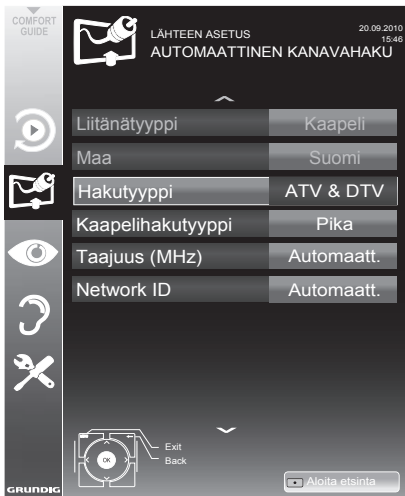 COMFORT
GUIDE
LÄHTEEN ASETUS
20.09.2010
15:46
AUTOMAATTINEN KANAVAHAKU
Liitänätyyppi Kaapeli
Maa Suomi
Hakutyyppi ATV & DTV
Kaapelihakutyyppi Pika
Taajuus (MHz) Automaatt.
Network ID Automaatt.
OK
Exit
Back
Aloita etsinta
GRUNDIG